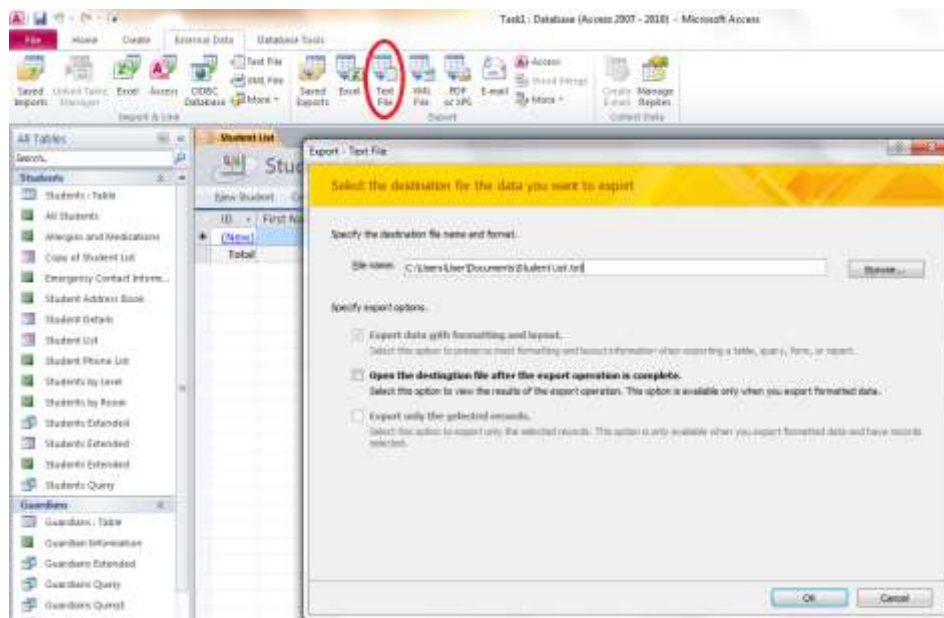 Task1 : Database (Access 2007 - 2010) - Microsoft Access
File Home Create External Data Database Tools
Saved Imports
Linked Table Manager
Excel
Access
ODBC Database
Text File
XML File
More
Saved Exports
Excel
Text File
XML File
PDF or XPS
E-mail
Access
Word Merge
More
Create E-mail
Manage Replies
Import & Link
Export
Collect Data
All Tables
Search...
Students
Students : Table
All Students
Allergies and Medications
Copy of Student List
Emergency Contact Inform...
Student Address Book
Student Details
Student List
Student Phone List
Students by Level
Students by Room
Students Extended
Students Extended
Students Extended
Students Query
Guardians
Guardians : Table
Guardian Information
Guardians Extended
Guardians Query
Guardians Query1
Student List
Stu
New Student
ID First Na
(New)
Total
Export - Text File
Select the destination for the data you want to export
Specify the destination file name and format.
File name: C:\Users\User\Documents\Student List.txt
Browse...
Specify export options.
Export data with formatting and layout.
Select this option to preserve most formatting and layout information when exporting a table, query, form, or report.
Open the destination file after the export operation is complete.
Select this option to view the results of the export operation. This option is available only when you export formatted data.
Export only the selected records.
Select this option to export only the selected records. This option is only available when you export formatted data and have records
selected.
OK Cancel